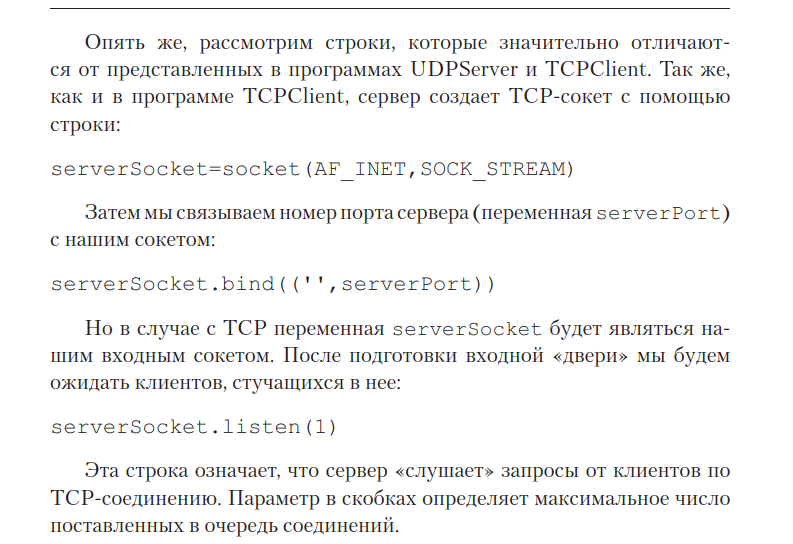 Опять же, рассмотрим строки, которые значительно отличают-
ся от представленных в программах UDPServer и TCPClient. Так же,
как и в программе TCPClient, сервер создает TCP-сокет с помощью
строки:
serverSocket=socket(AF_INET,SOCK_STREAM)
Затем мы связываем номер порта сервера (переменная serverPort)
с нашим сокетом:
serverSocket.bind(('',serverPort))
Но в случае с TCP переменная serverSocket будет являться на-
шим входным сокетом. После подготовки входной «двери» мы будем
ожидать клиентов, стучащихся в нее:
serverSocket.listen(1)
Эта строка означает, что сервер «слушает» запросы от клиентов по
TCP-соединению. Параметр в скобках определяет максимальное число
поставленных в очередь соединений.